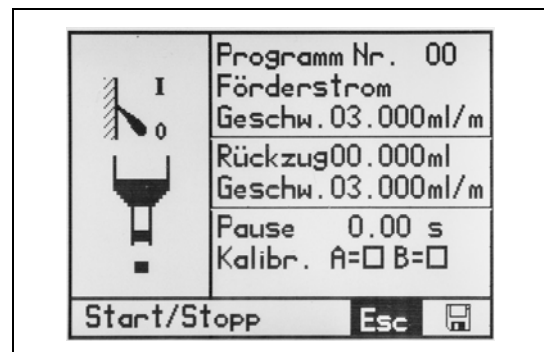 I
0
Programm Nr. 00
Förderstrom
Geschw.03.000ml/m
Rückzug00.000ml
Geschw.03.000ml/m
Pause 0.00 s
Kalibr. A=☐ B=☐
Start/Stopp Esc